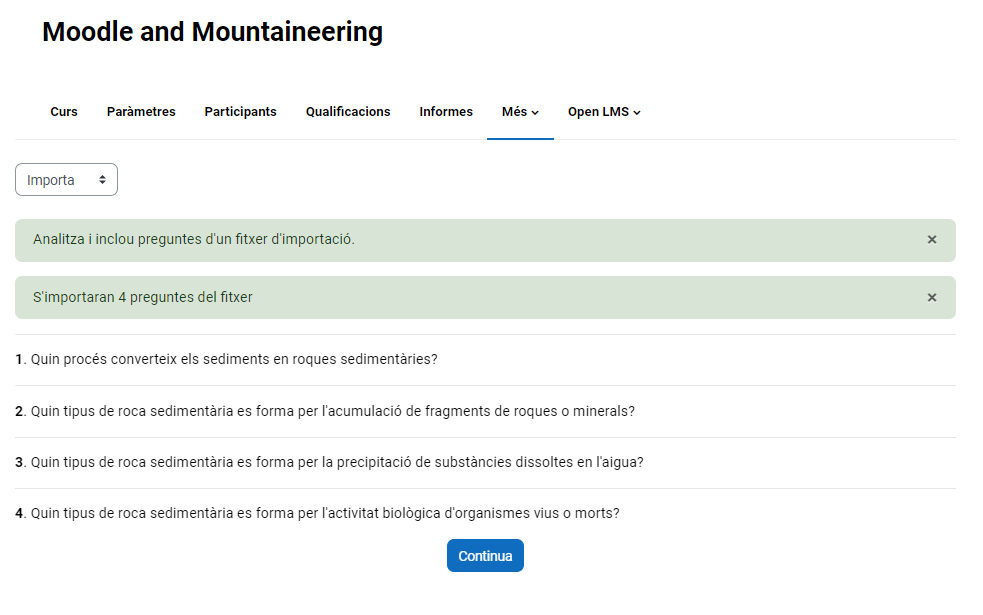 Moodle and Mountaineering
Curs Paràmetres Participants Qualificacions Informes Més Open LMS
Importa
Analitza i inclou preguntes d'un fitxer d'importació. ×
S'importaran 4 preguntes del fitxer ×
1. Quin procés converteix els sediments en roques sedimentàries?
2. Quin tipus de roca sedimentària es forma per l'acumulació de fragments de roques o minerals?
3. Quin tipus de roca sedimentària es forma per la precipitació de substàncies dissoltes en l'aigua?
4. Quin tipus de roca sedimentària es forma per l'activitat biològica d'organismes vius o morts?
Continua